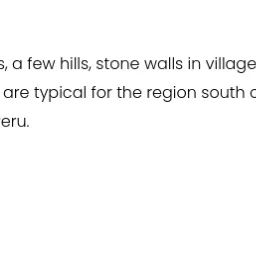 s, a few hills, stone walls in village
are typical for the region south
eru.